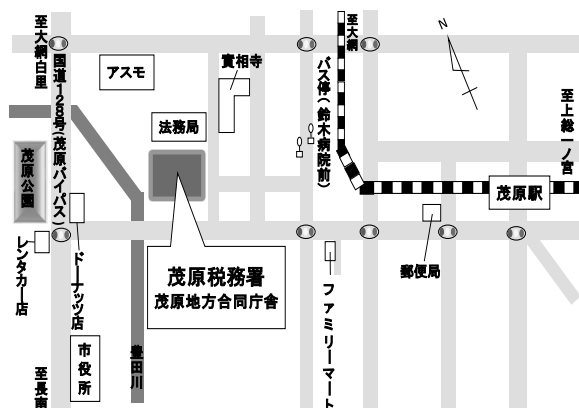 至大網白里
国道128号(茂原バイパス)
アスモ
實相寺
バス停(鈴木病院前)
至大網
N
至上総一ノ宮
法務局
茂原公園
茂原駅
レンタカー店
ドーナッツ店
茂原税務署
茂原地方合同庁舎
郵便局
ファミリーマート
市役所
豊田川
至長南